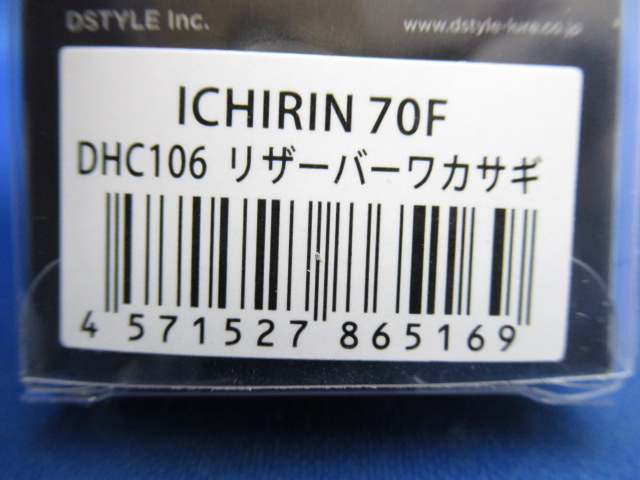 DSTYLE Inc.
www.dstyle-lure.co.jp
ICHIRIN 70F
DHC106 リザーバーワカサギ
4 571527 865169